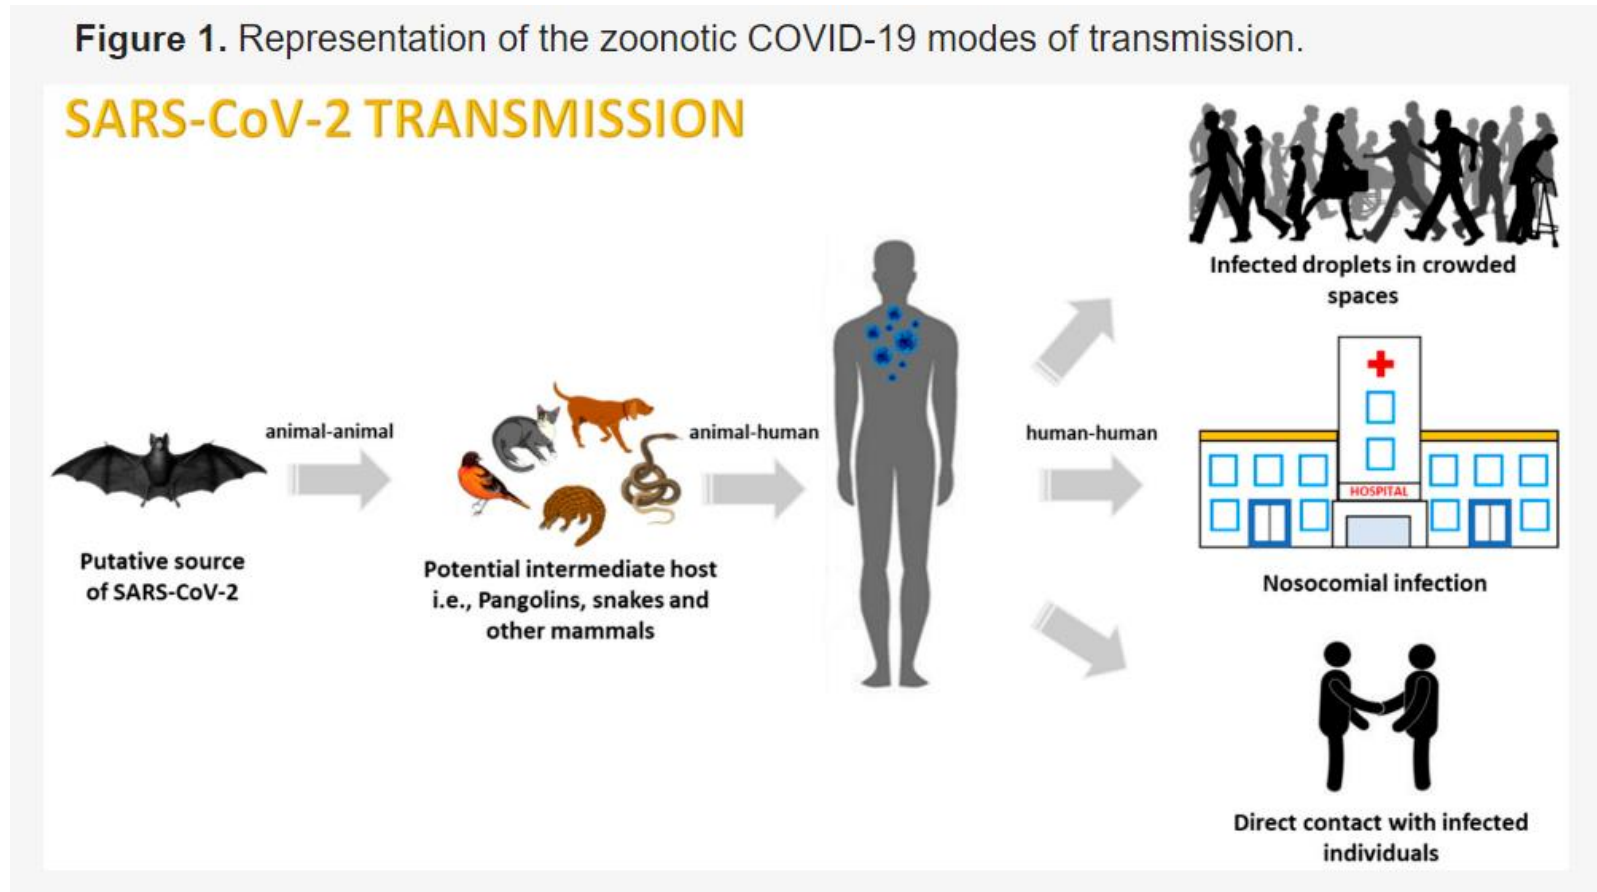 Figure 1. Representation of the zoonotic COVID-19 modes of transmission.
SARS-CoV-2 TRANSMISSION
animal-animal
animal-human
human-human
Putative source
of SARS-CoV-2
Potential intermediate host
i.e., Pangolins, snakes and
other mammals
Infected droplets in crowded
spaces
HOSPITAL
Nosocomial infection
Direct contact with infected
individuals